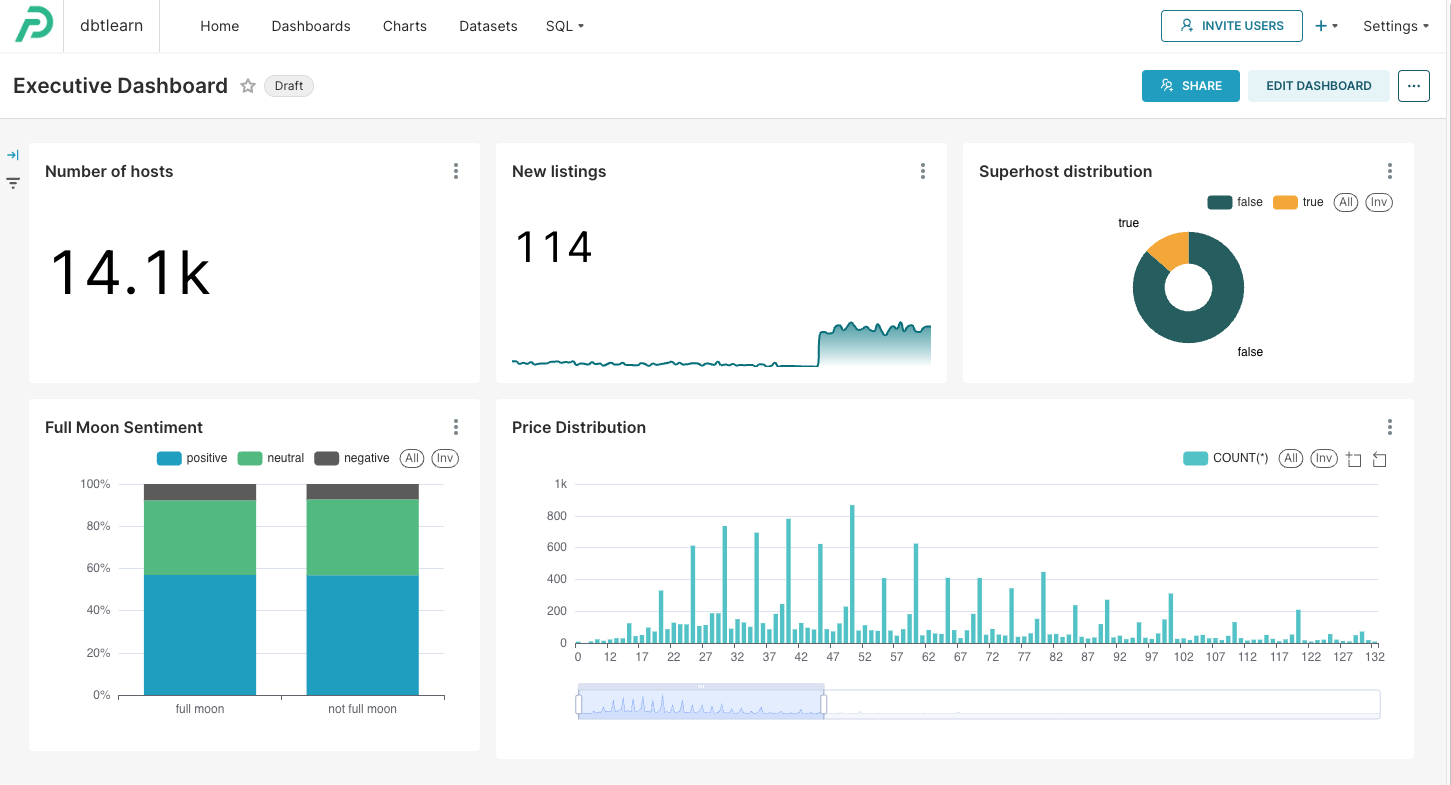 dbtlearn
Home Dashboards Charts Datasets SQL
INVITE USERS
+
Settings
Executive Dashboard
Draft
SHARE
EDIT DASHBOARD
...
Number of hosts
14.1k
New listings
114
Superhost distribution
false true All Inv
true
false
Full Moon Sentiment
positive neutral negative All Inv
100%
80%
60%
40%
20%
0%
full moon not full moon
Price Distribution
COUNT(*) All Inv
1k
800
600
400
200
0
0 12 17 22 27 32 37 42 47 52 57 62 67 72 77 82 87 92 97 102 107 112 117 122 127 132